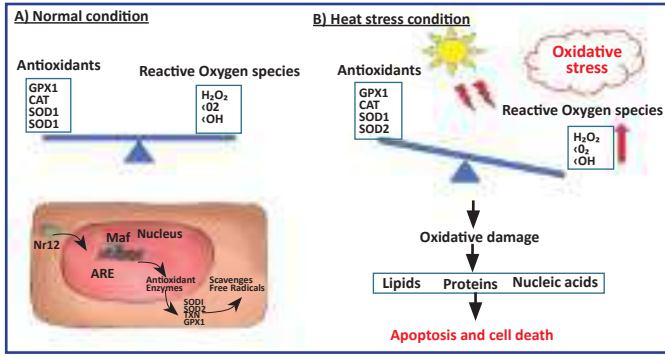 A) Normal condition
Antioxidants
GPX1
CAT
SOD1
SOD1
Reactive Oxygen species
H₂O₂
‹02
‹OH
Nr12
Maf Nucleus
ARE
Antioxidant
Enzymes
Scavenges
Free Radicals
SODI
SOD2
TXN
GPX1
B) Heat stress condition
Oxidative
stress
Antioxidants
GPX1
CAT
SOD1
SOD2
Reactive Oxygen species
H₂O₂
‹0₂
‹OH
Oxidative damage
Lipids Proteins Nucleic acids
Apoptosis and cell death